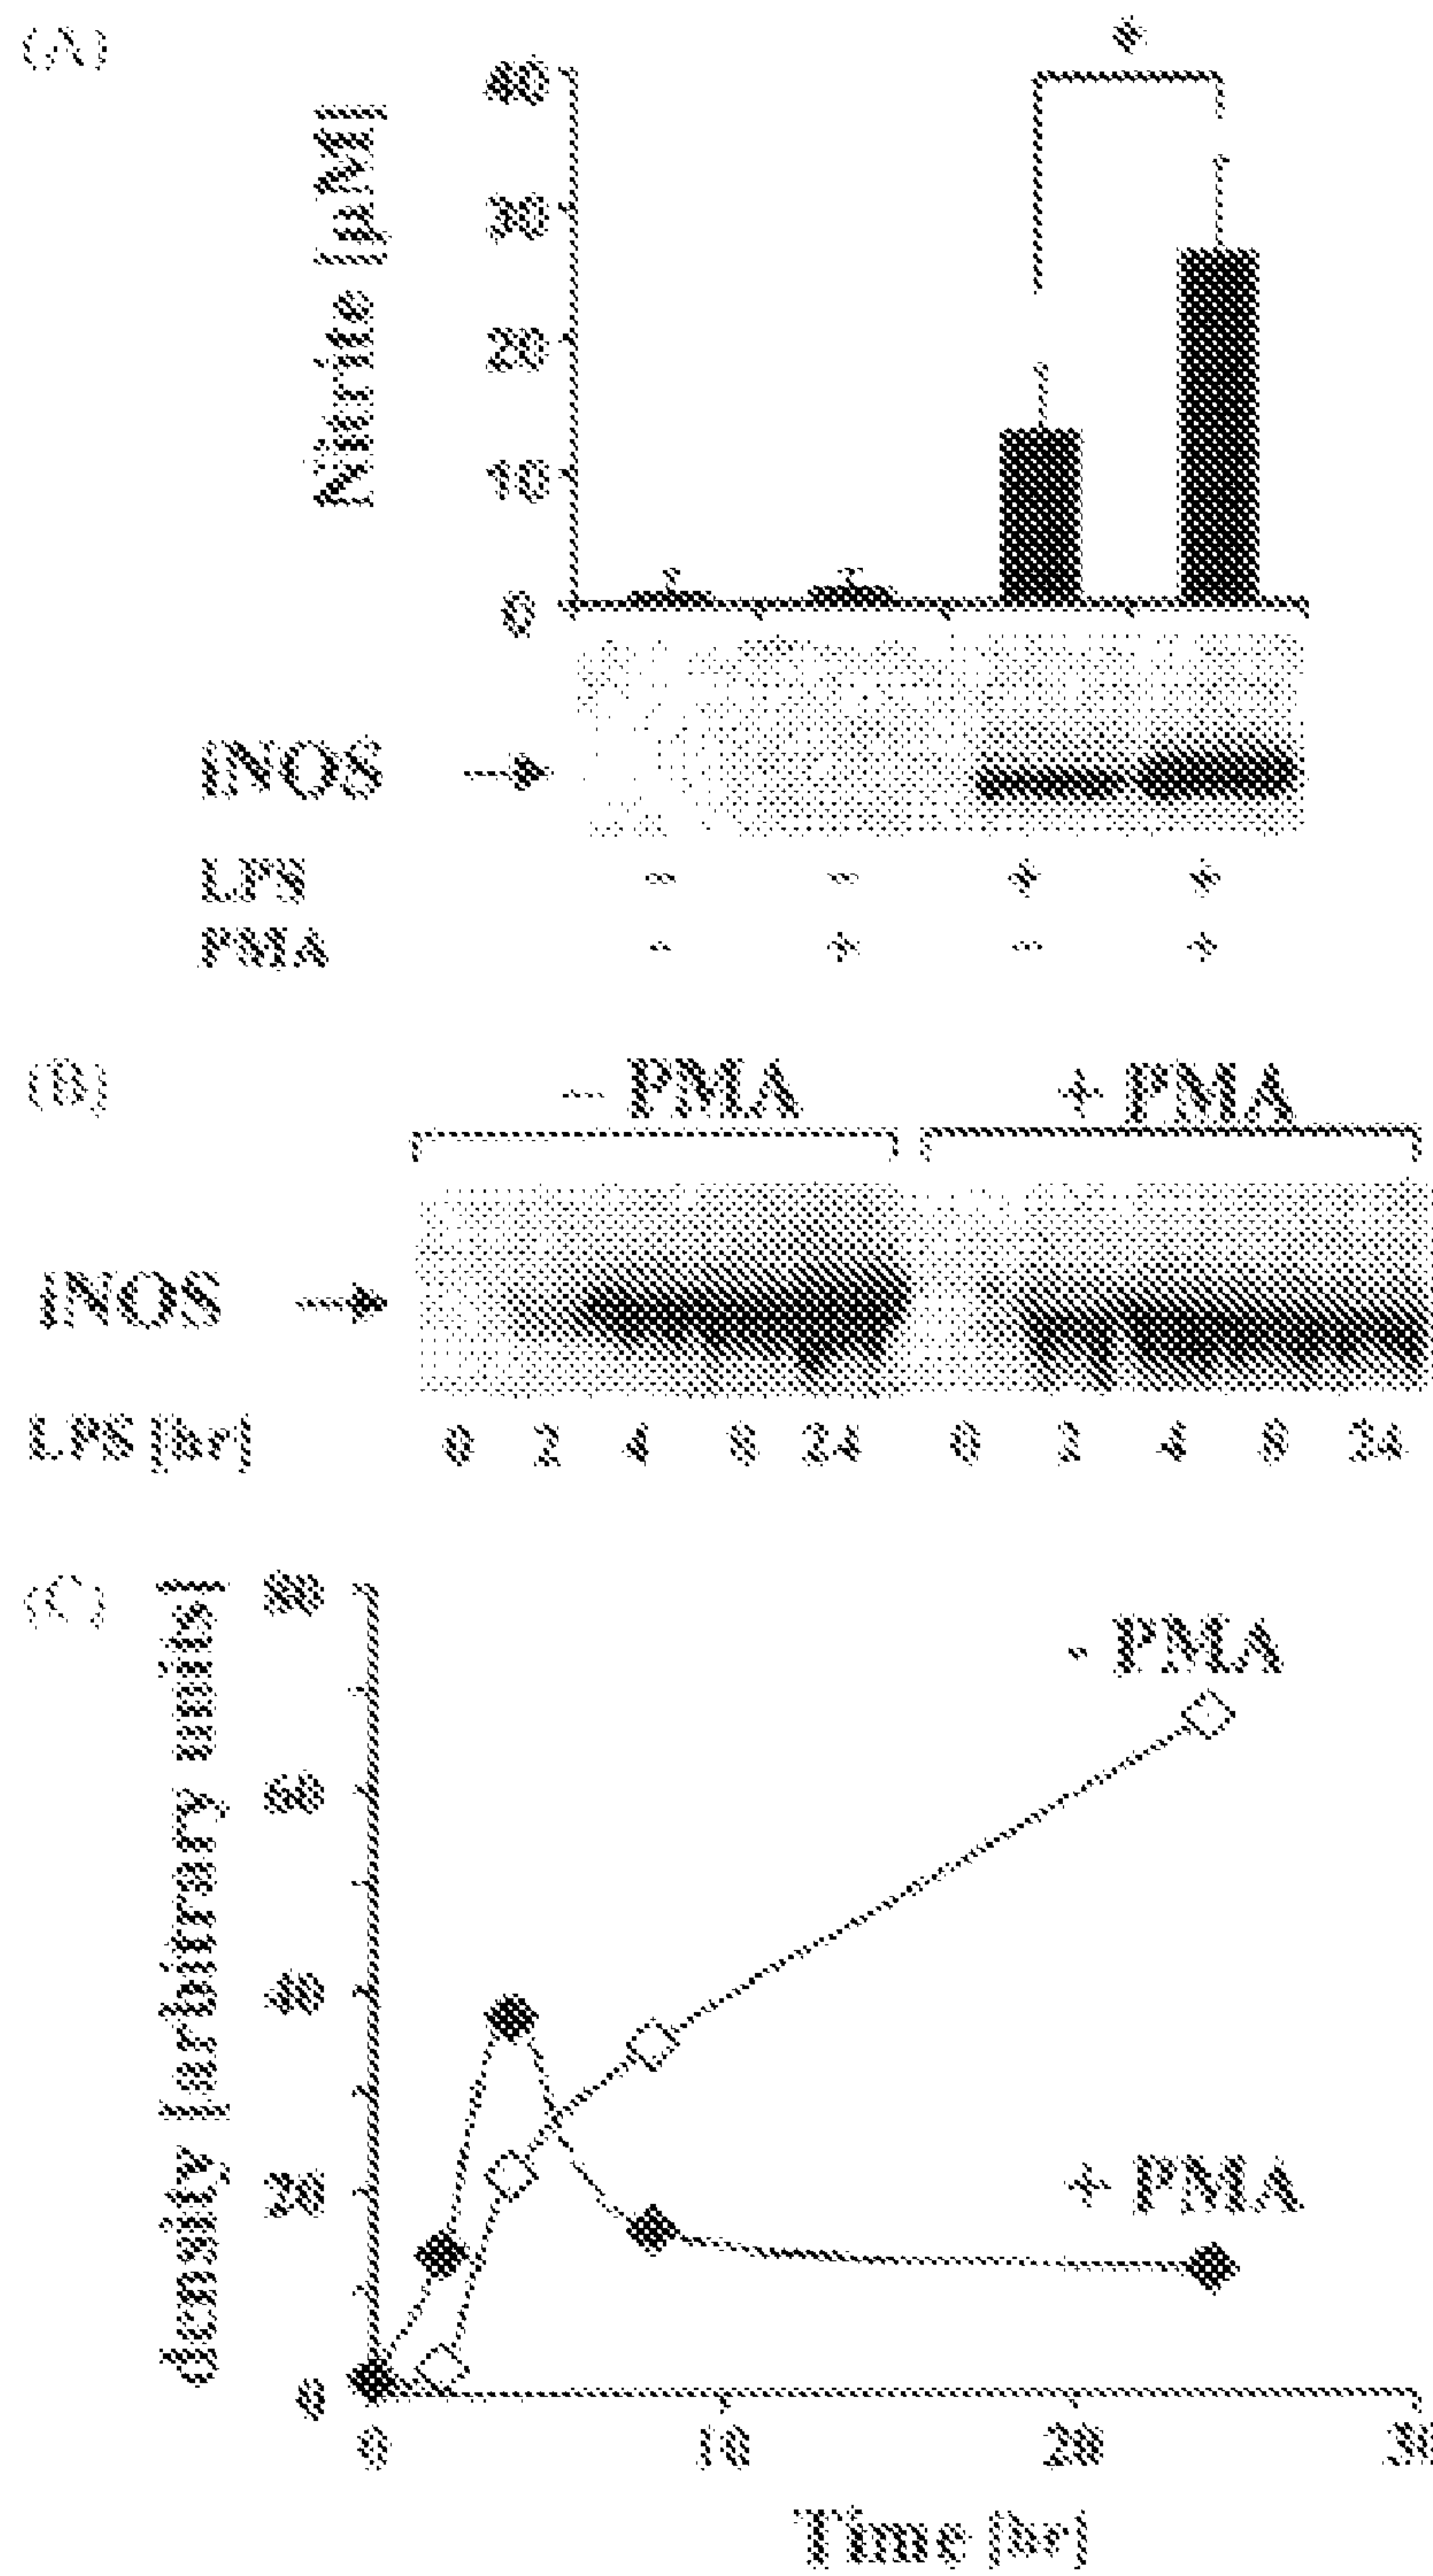 (A)
*
Nitrite [µM]
40
30
20
10
0
iNOS
LPS - - + +
PMA - + - +
(B)
- PMA + PMA
iNOS
LPS [hr] 0 2 4 8 24 0 2 4 8 24
(C)
density [arbitrary units]
80
60
40
20
0
- PMA
+ PMA
0 10 20 30
Time [hr]